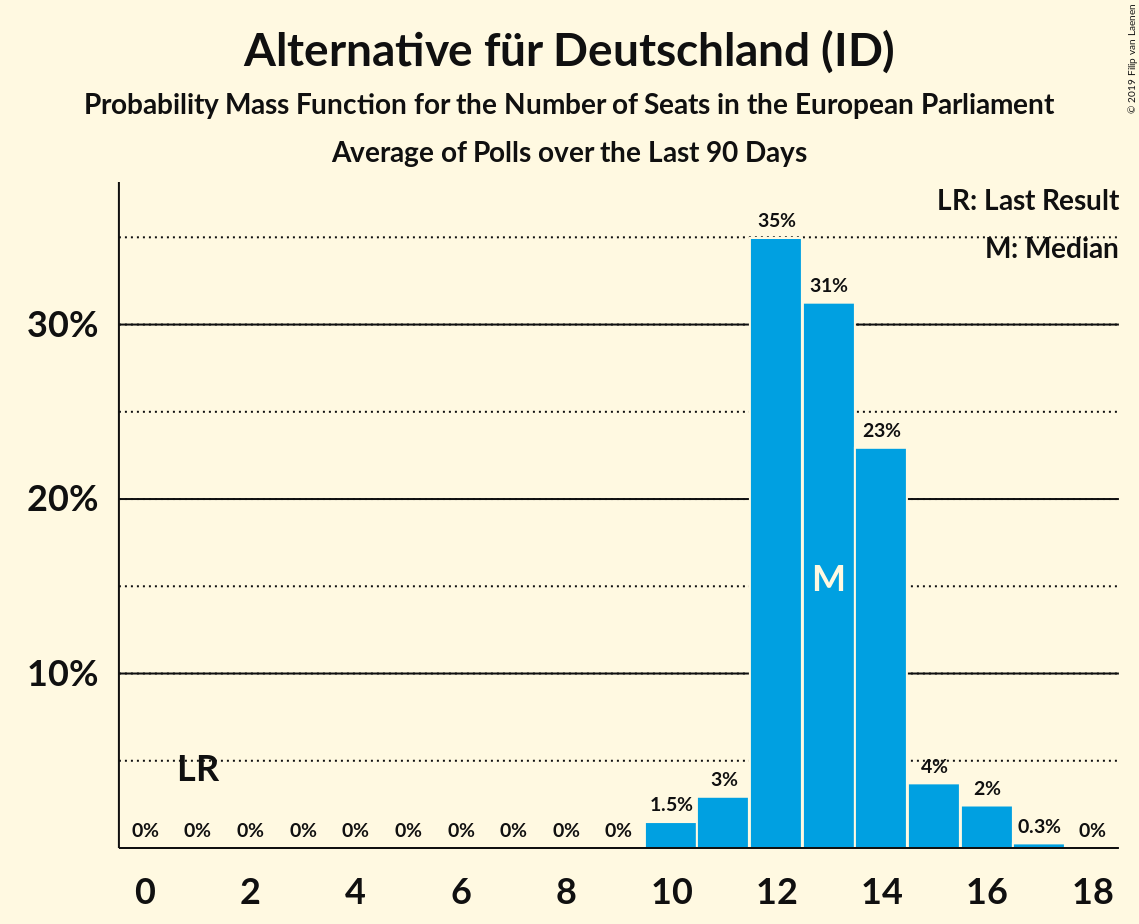 Alternative für Deutschland (ID)
Probability Mass Function for the Number of Seats in the European Parliament
Average of Polls over the Last 90 Days
© 2019 Filip van Laenen
LR: Last Result
M: Median
35%
31%
30%
23%
20%
M
10%
LR
0% 0% 0% 0% 0% 0% 0% 0% 0% 0% 1.5% 3% 4% 2% 0.3% 0%
0 2 4 6 8 10 12 14 16 18